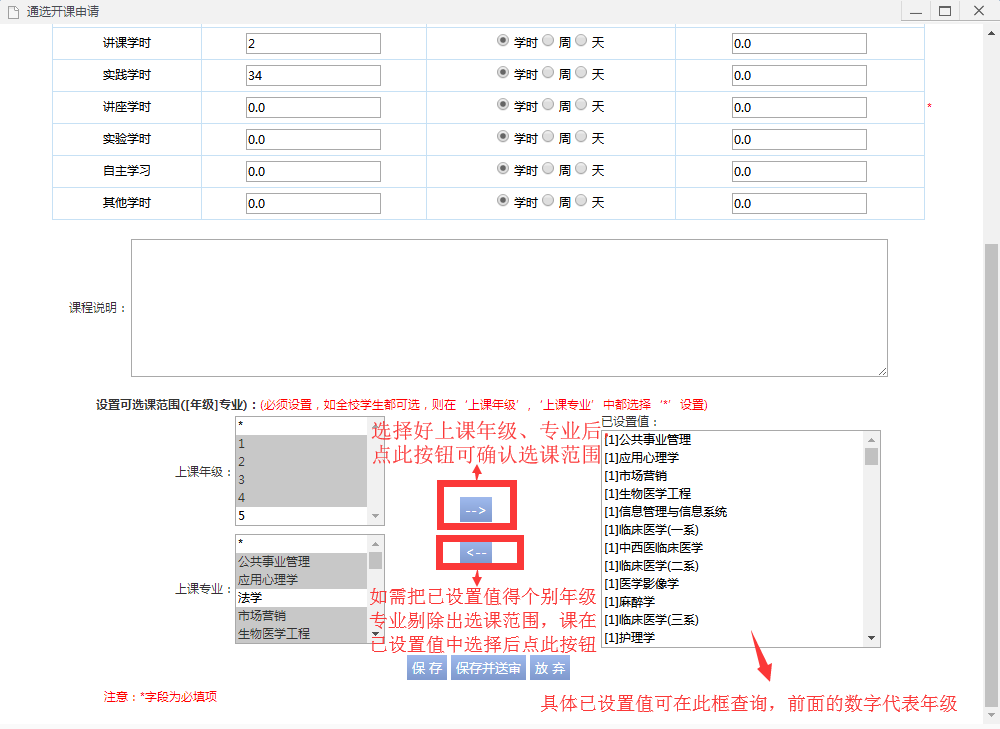 通选开课申请
讲课学时 2 学时 周 天 0.0
实践学时 34 学时 周 天 0.0
讲座学时 0.0 学时 周 天 0.0 *
实验学时 0.0 学时 周 天 0.0
自主学习 0.0 学时 周 天 0.0
其他学时 0.0 学时 周 天 0.0
课程说明：
设置可选课范围([年级]专业)：(必须设置，如全校学生都可选，则在‘上课年级’,‘上课专业’中都选择‘*’设置)
上课年级：
*
1
2
3
4
5
选择好上课年级、专业后
点此按钮可确认选课范围
-->
<--
上课专业：
*
公共事业管理
应用心理学
法学
市场营销
生物医学工程
如需把已设置值得个别年级
专业剔除出选课范围，课在
已设置值中选择后点此按钮
已设置值：
[1]公共事业管理
[1]应用心理学
[1]市场营销
[1]生物医学工程
[1]信息管理与信息系统
[1]临床医学(一系)
[1]中西医临床医学
[1]临床医学(二系)
[1]医学影像学
[1]麻醉学
[1]临床医学(三系)
[1]护理学
保 存 保存并送审 放 弃
注意：*字段为必填项
具体已设置值可在此框查询，前面的数字代表年级